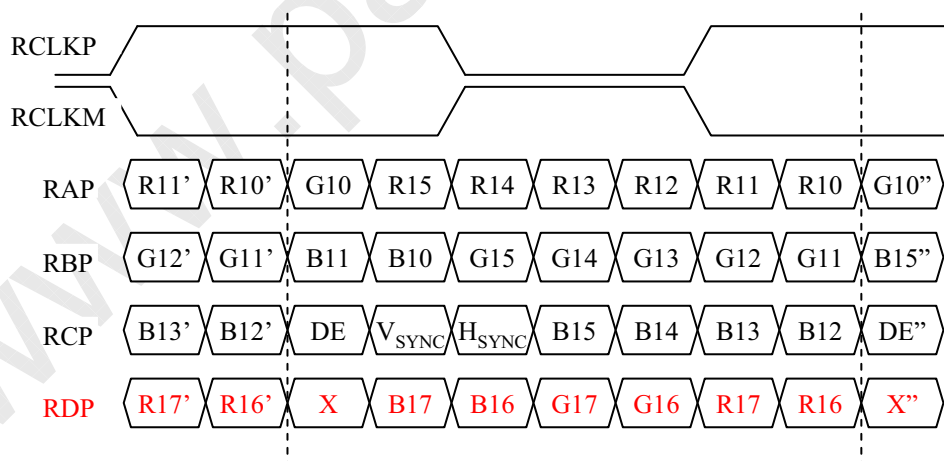 RCLKP
RCLKM
RAP R11’ R10’ G10 R15 R14 R13 R12 R11 R10 G10”
RBP G12’ G11’ B11 B10 G15 G14 G13 G12 G11 B15”
RCP B13’ B12’ DE VSYNC HSYNC B15 B14 B13 B12 DE”
RDP R17’ R16’ X B17 B16 G17 G16 R17 R16 X”
www.pa